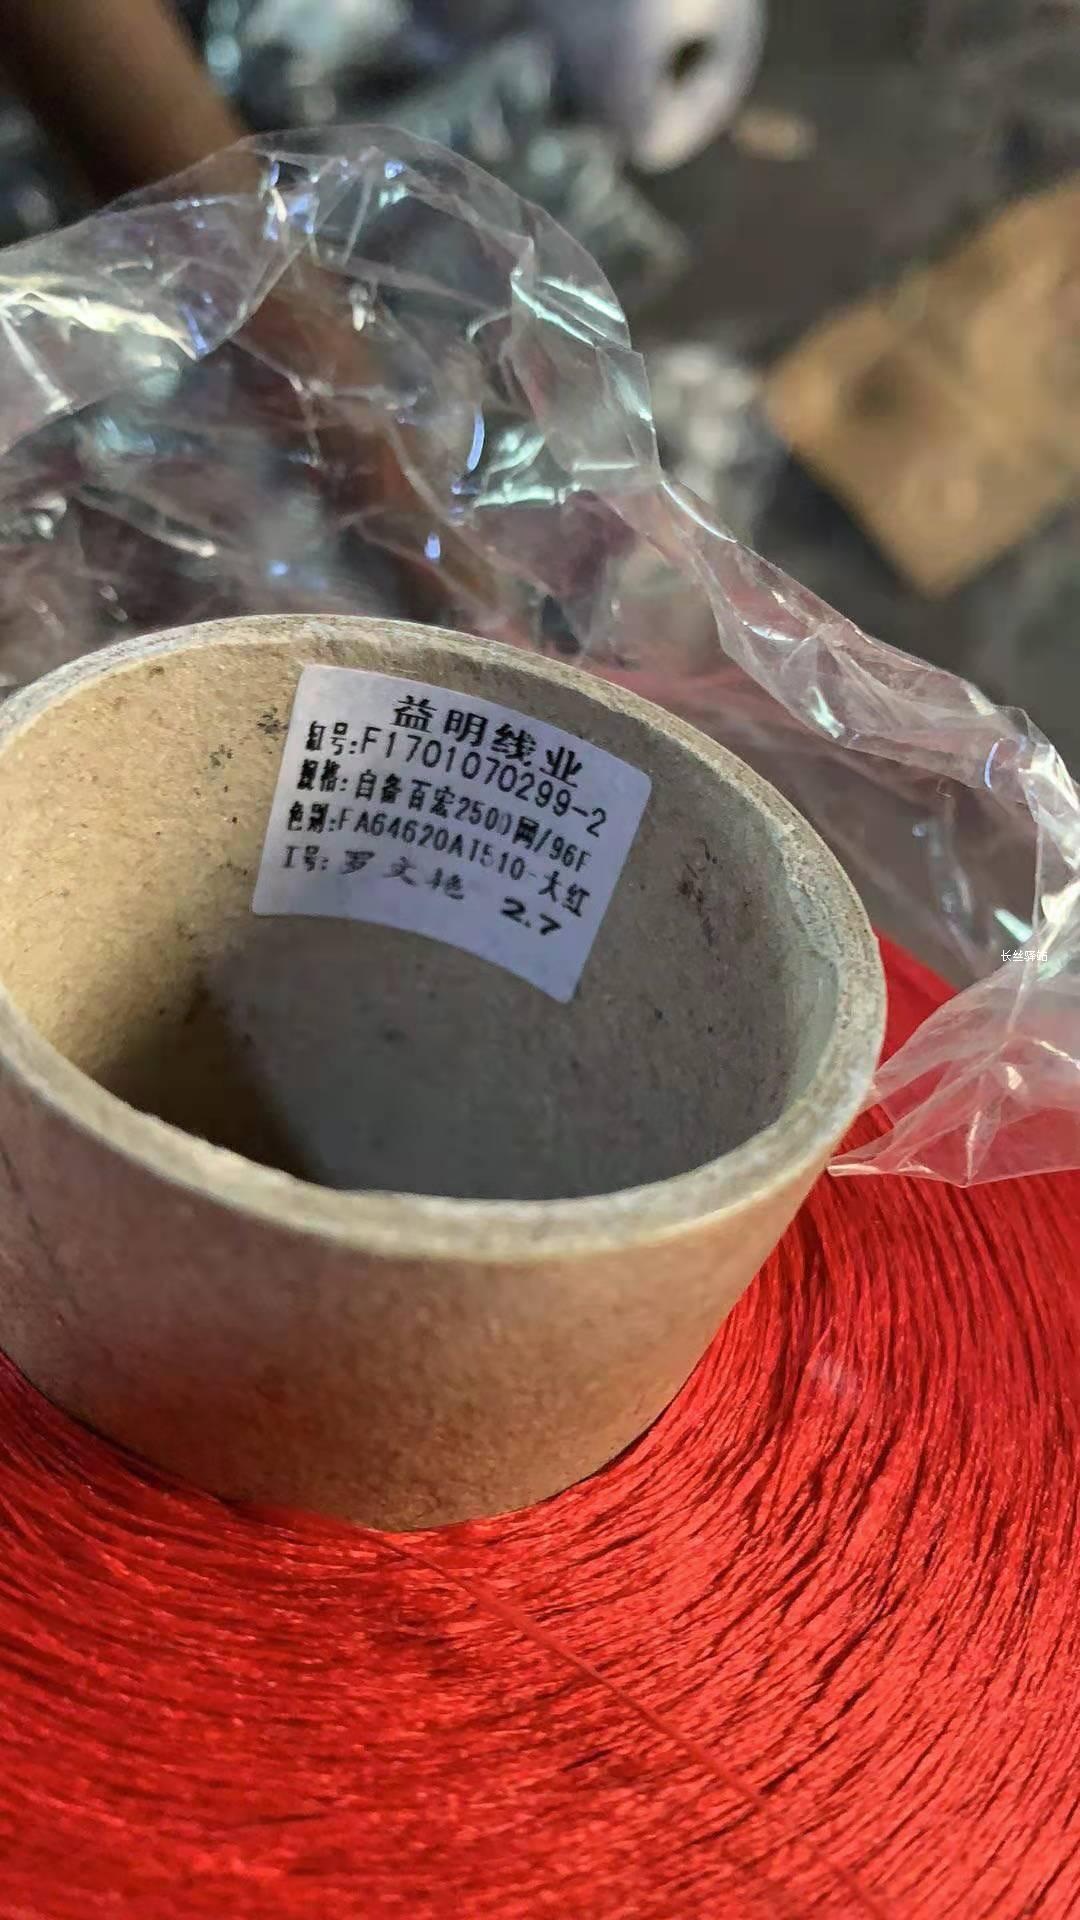 益明线业
缸号:F1701070299-2
规格:自备百宏250D网/96F
色别:FA64620A1510-大红
工号:罗文艳 2.7
长丝驿站